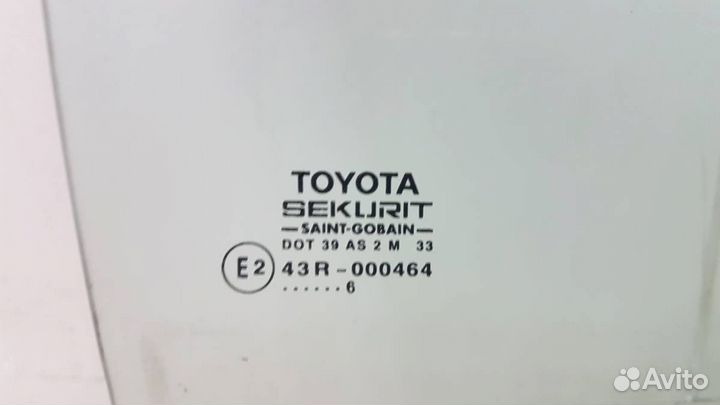 TOYOTA
SEKURIT
—SAINT-GOBAIN—
DOT 39 AS 2 M 33
E2 43R-000464
......6
Avito